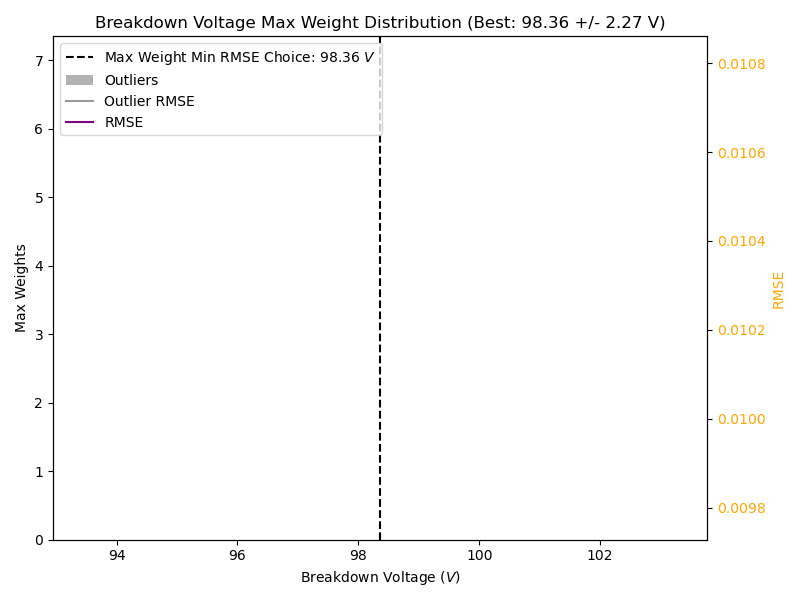 Breakdown Voltage Max Weight Distribution (Best: 98.36 +/- 2.27 V)
Max Weight Min RMSE Choice: 98.36 V
Outliers
Outlier RMSE
RMSE
7
6
5
4
3
2
1
0
Max Weights
0.0108
0.0106
0.0104
0.0102
0.0100
0.0098
RMSE
94 96 98 100 102
Breakdown Voltage (V)